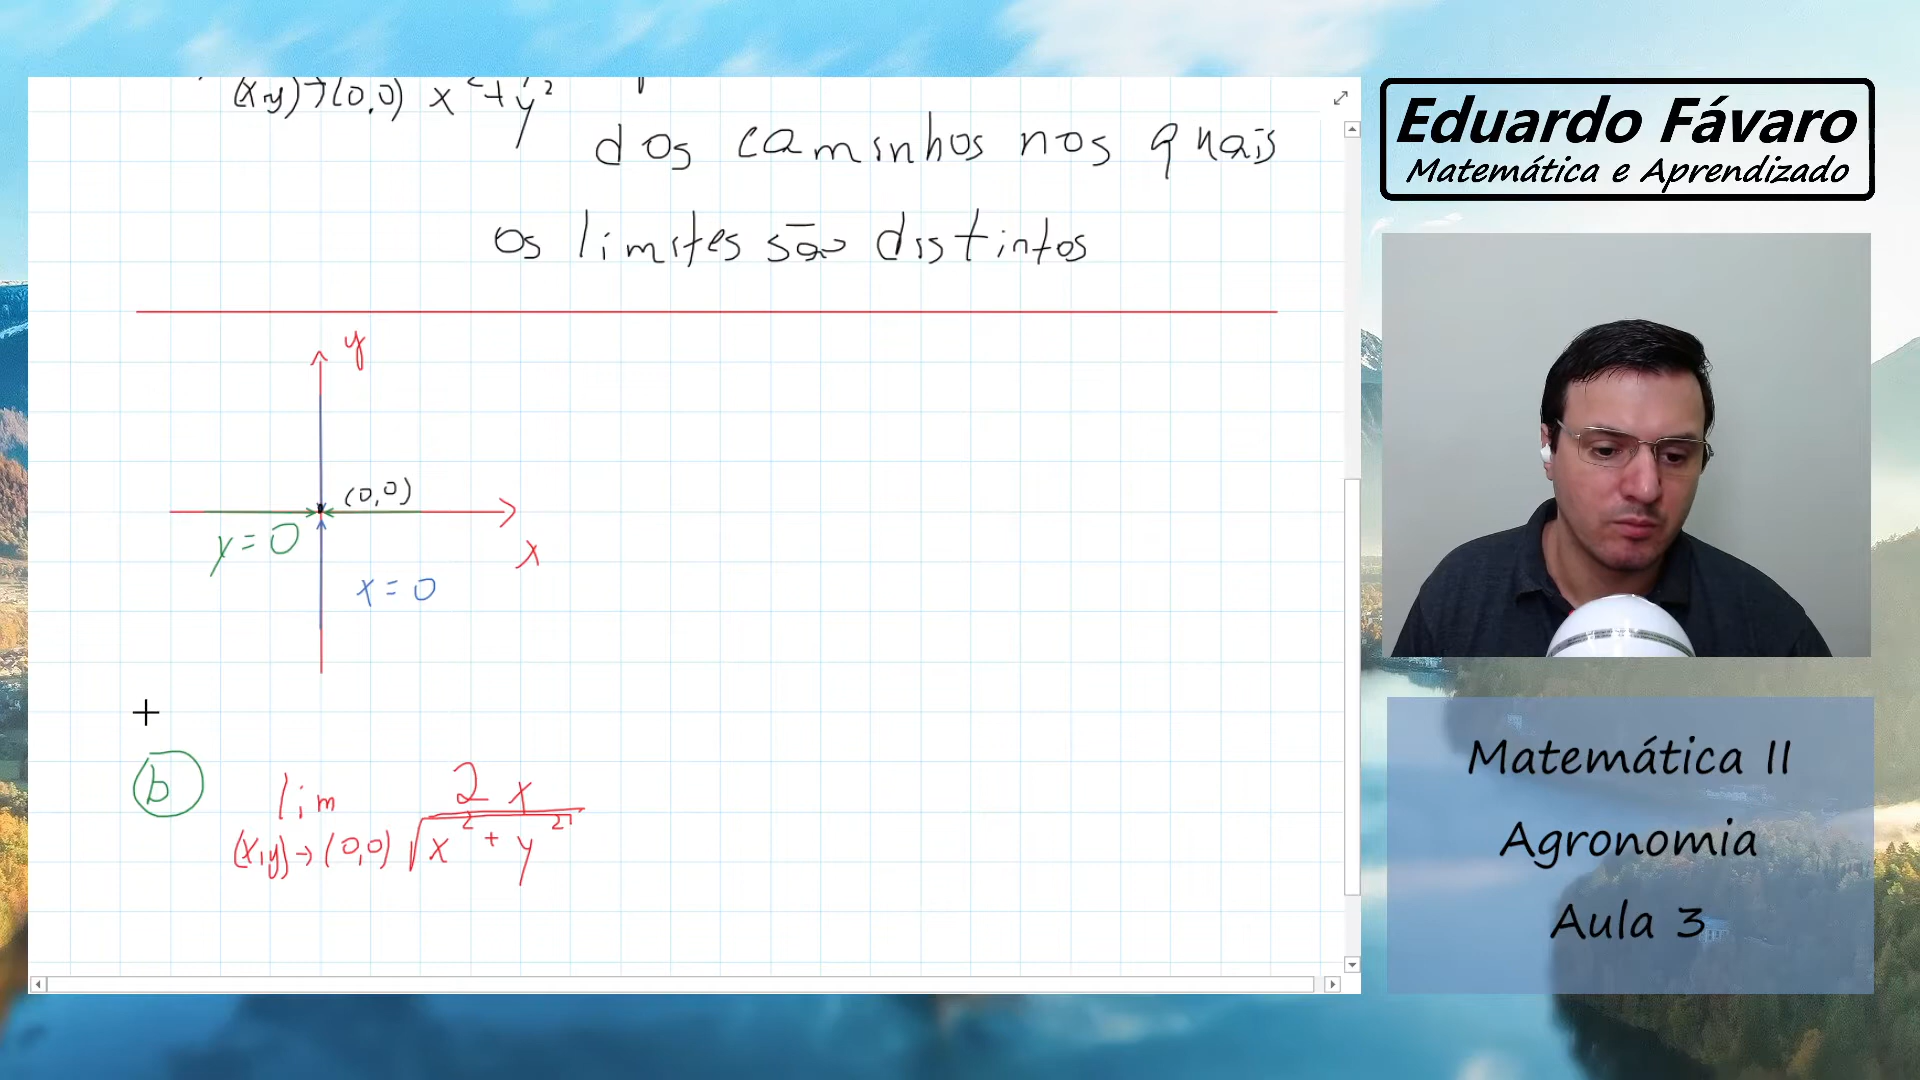 (x,y)→(0,0) x²+y²
dos caminhos nos quais
os limites são distintos
y
(0,0)
y=0
x
x=0
b
lim 2x
(x,y)→(0,0) √x²+y²
Eduardo Fávaro
Matemática e Aprendizado
Matemática II
Agronomia
Aula 3